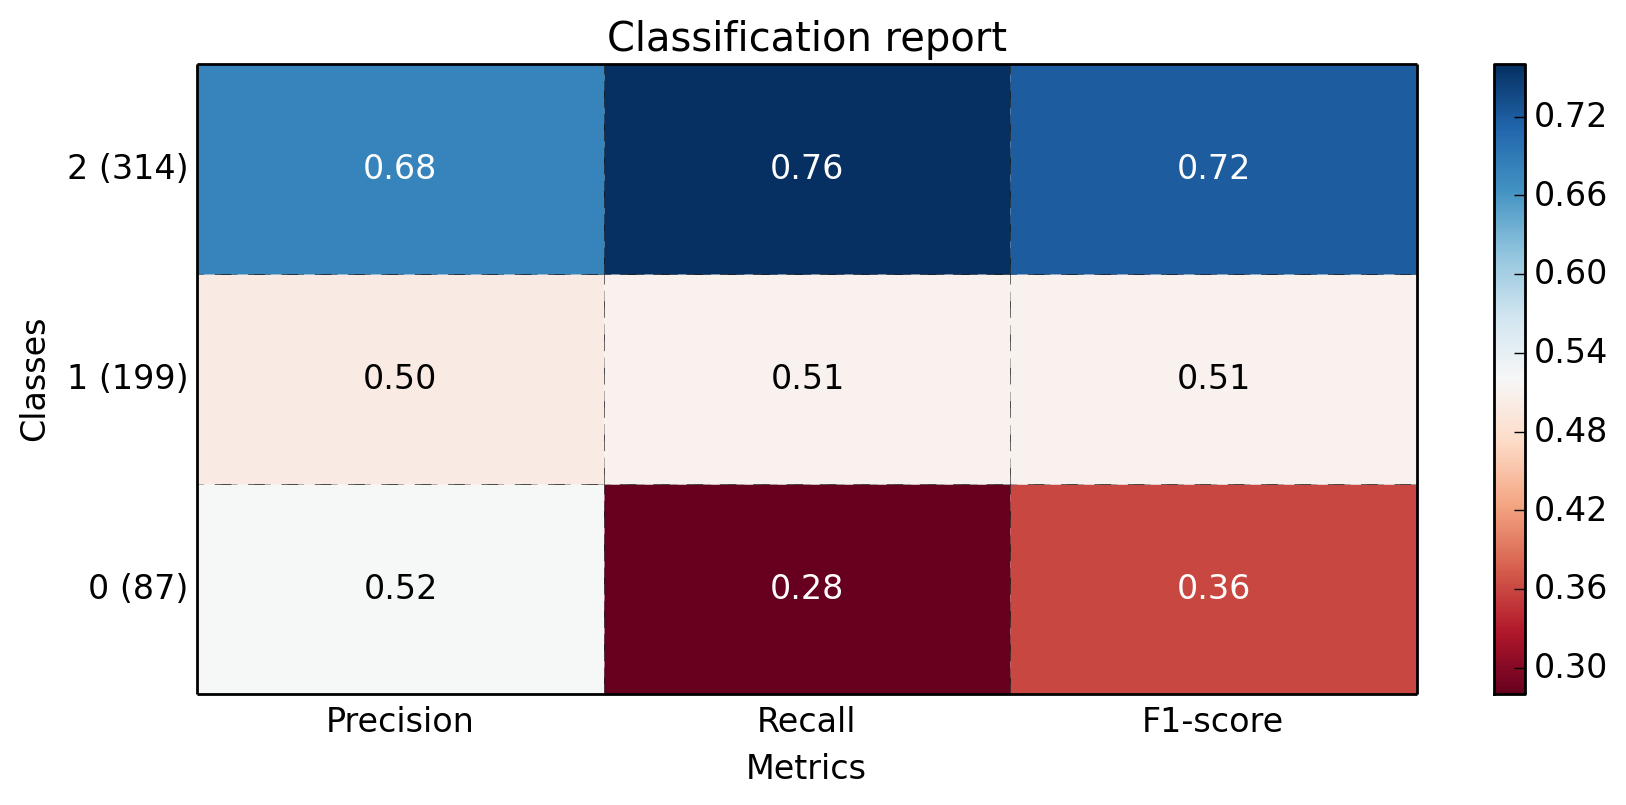 Classification report
2 (314) 0.68 0.76 0.72
1 (199) 0.50 0.51 0.51
0 (87) 0.52 0.28 0.36
Precision Recall F1-score
Metrics
Classes
0.72
0.66
0.60
0.54
0.48
0.42
0.36
0.30